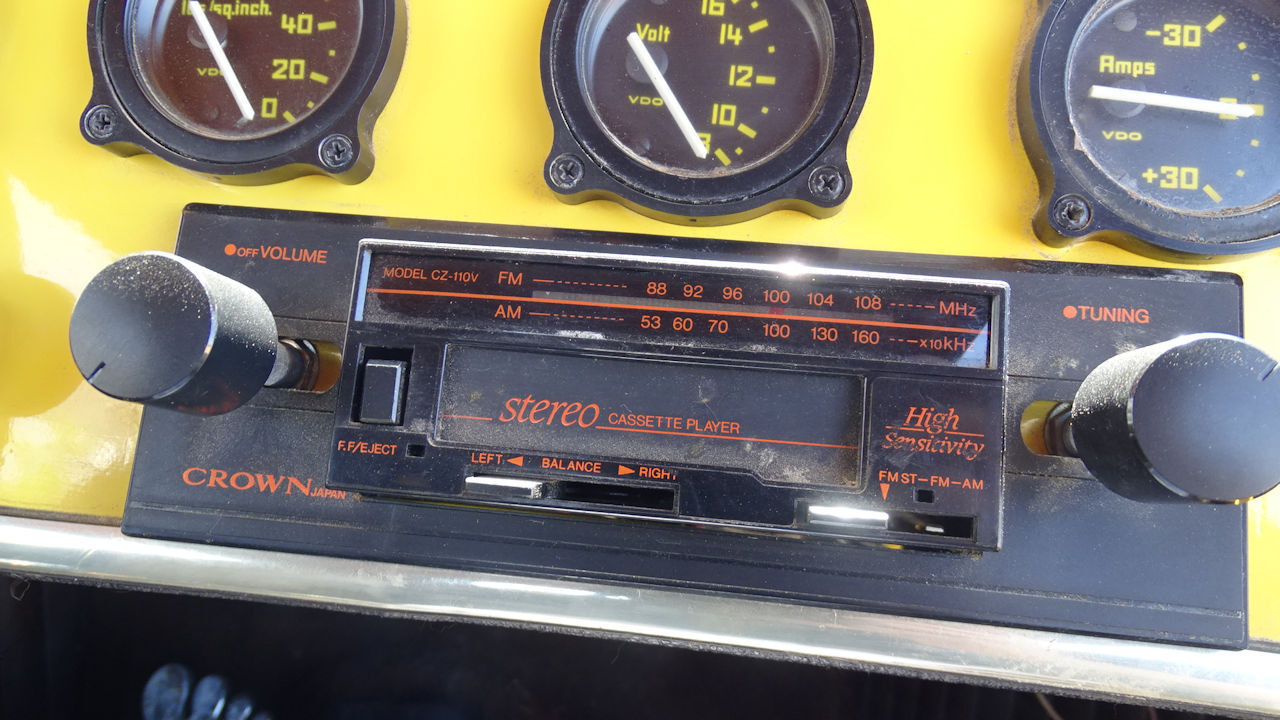 lbs/sq.inch.
40
20
VDO
0
16
Volt
14
12
VDO
10
8
-30
Amps
VDO
+30
OFF VOLUME
MODEL CZ-110V FM 88 92 96 100 104 108 MHz
AM 53 60 70 100 130 160 x10kHz
TUNING
stereo CASSETTE PLAYER
High
Sensitivity
F.F/EJECT
LEFT BALANCE RIGHT
FM ST-FM-AM
CROWN JAPAN